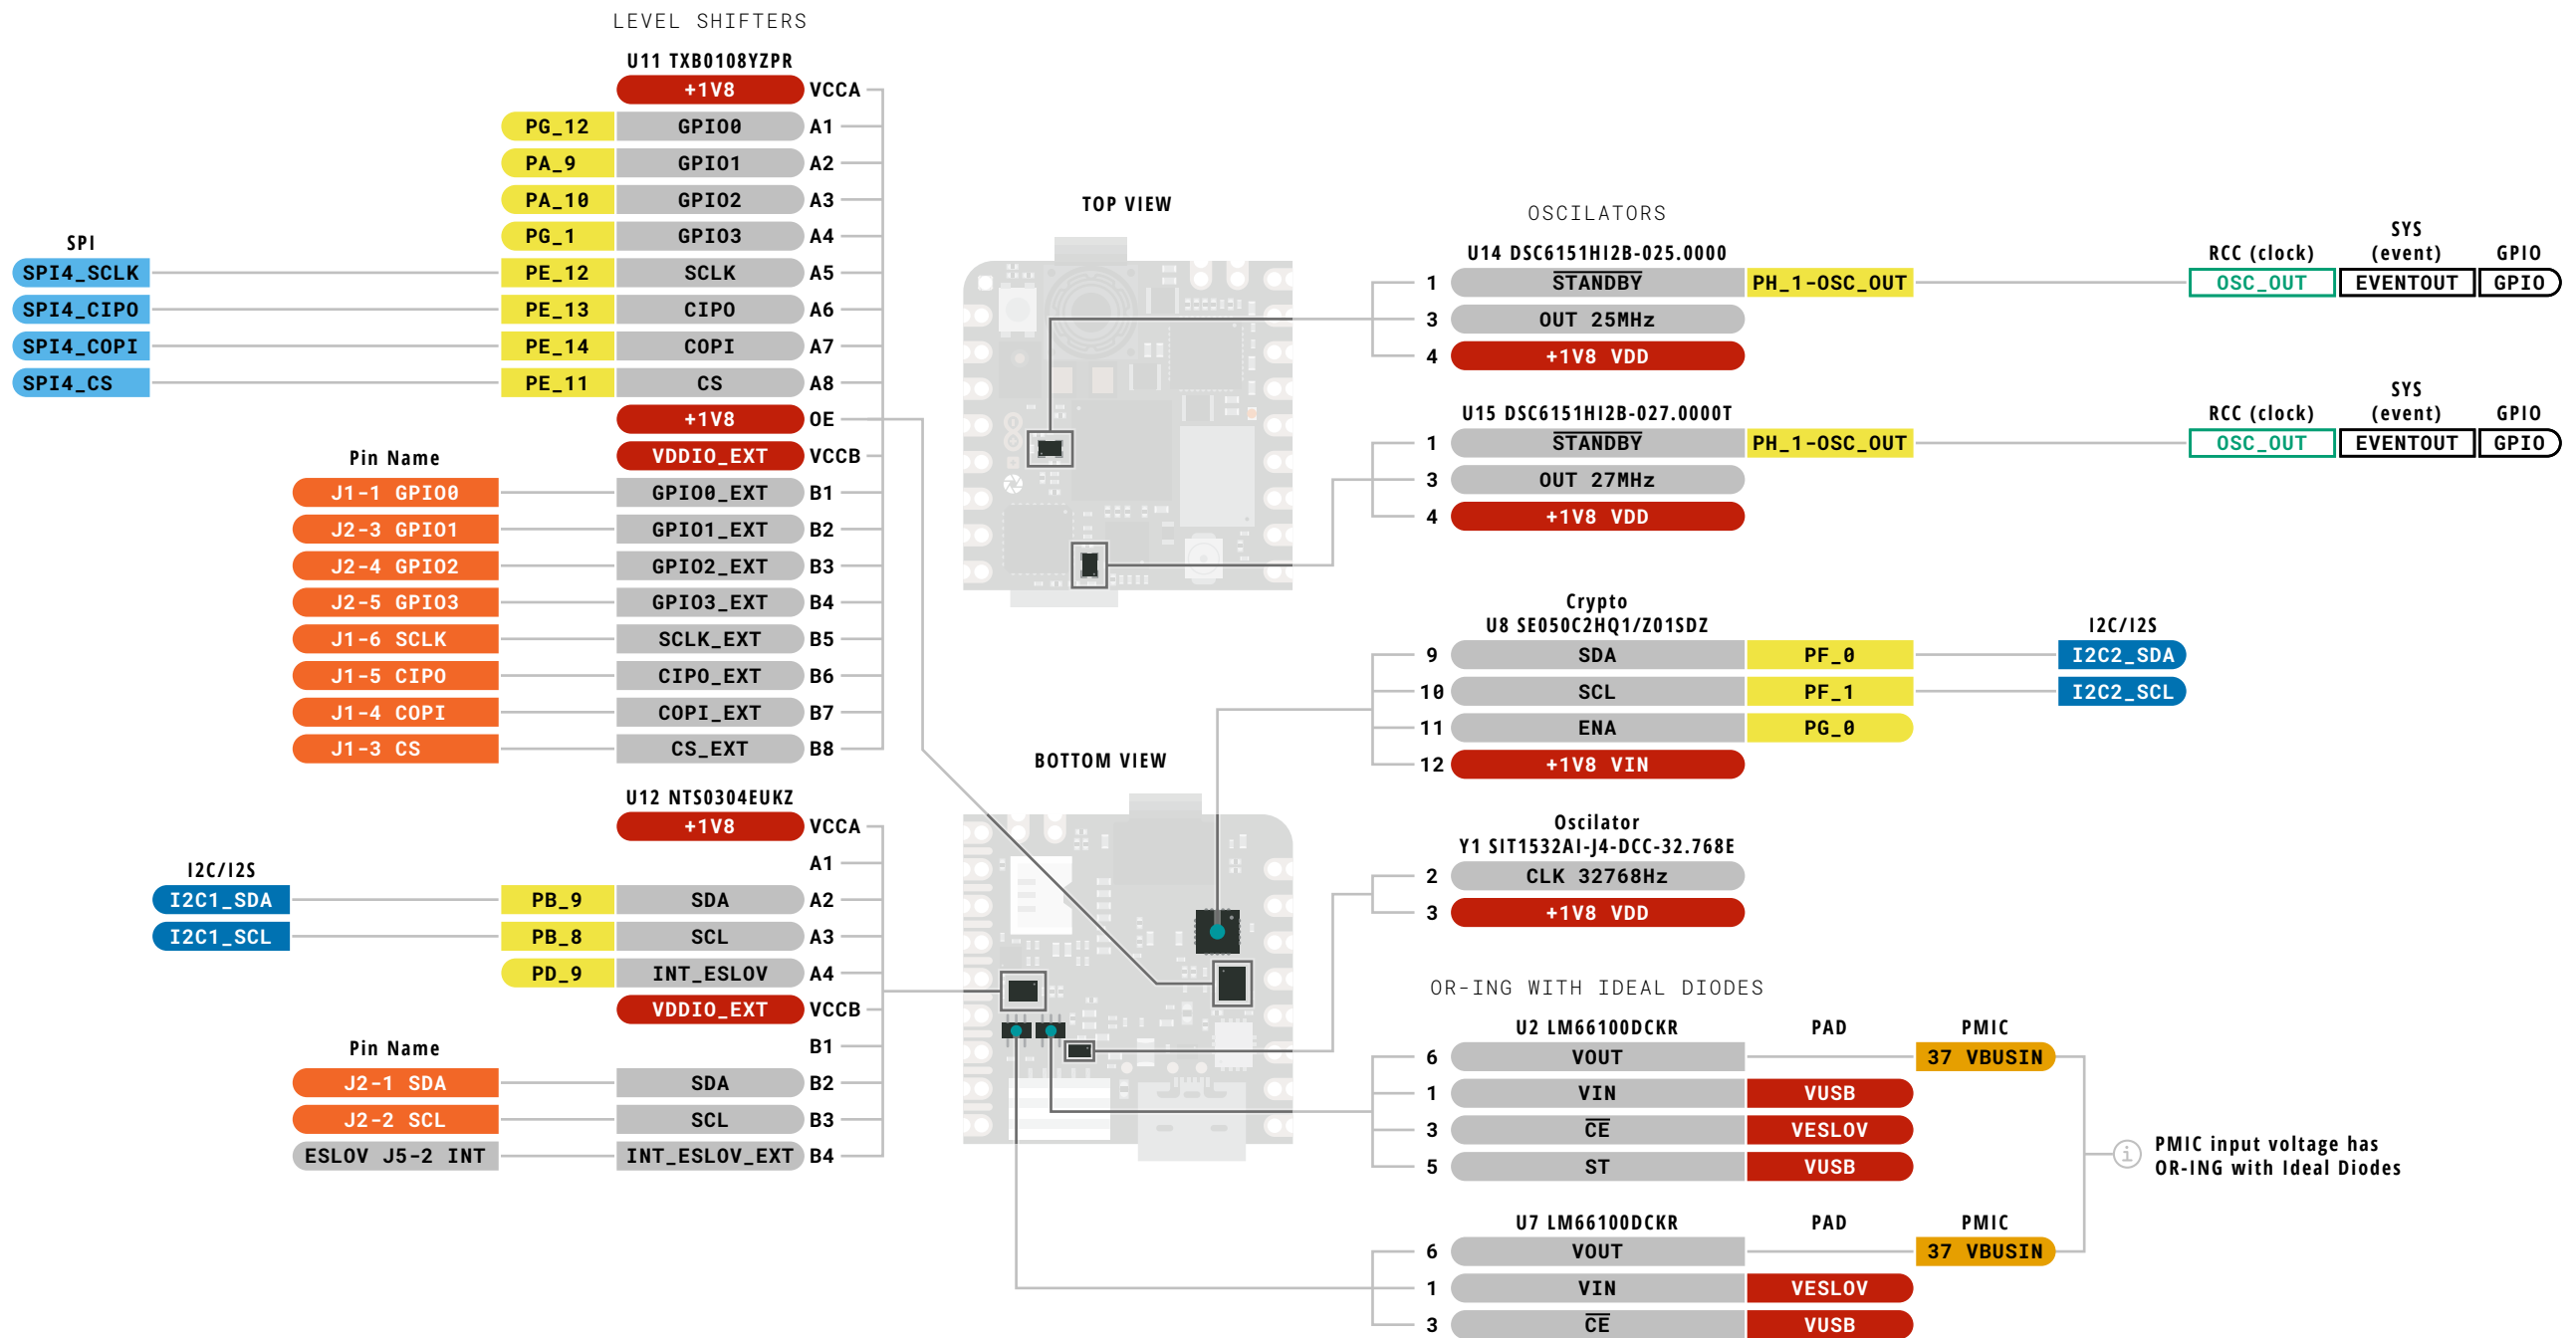 LEVEL SHIFTERS
U11 TXB0108YZPR
+1V8 VCCA
PG_12 GPIO0 A1
PA_9 GPIO1 A2
PA_10 GPIO2 A3
PG_1 GPIO3 A4
SPI
SPI4_SCLK PE_12 SCLK A5
SPI4_CIPO PE_13 CIPO A6
SPI4_COPI PE_14 COPI A7
SPI4_CS PE_11 CS A8
+1V8 OE
VDDIO_EXT VCCB
Pin Name
J1-1 GPIO0 GPIO0_EXT B1
J2-3 GPIO1 GPIO1_EXT B2
J2-4 GPIO2 GPIO2_EXT B3
J2-5 GPIO3 GPIO3_EXT B4
J1-6 SCLK SCLK_EXT B5
J1-5 CIPO CIPO_EXT B6
J1-4 COPI COPI_EXT B7
J1-3 CS CS_EXT B8
U12 NTS0304EUKZ
+1V8 VCCA
A1
I2C/I2S
I2C1_SDA PB_9 SDA A2
I2C1_SCL PB_8 SCL A3
PD_9 INT_ESLOV A4
VDDIO_EXT VCCB
B1
Pin Name
J2-1 SDA SDA B2
J2-2 SCL SCL B3
ESLOV J5-2 INT INT_ESLOV_EXT B4
TOP VIEW
BOTTOM VIEW
OSCILATORS
U14 DSC6151HI2B-025.0000
RCC (clock) SYS (event) GPIO
1 STANDBY PH_1-OSC_OUT OSC_OUT EVENTOUT GPIO
3 OUT 25MHz
4 +1V8 VDD
U15 DSC6151HI2B-027.0000T
RCC (clock) SYS (event) GPIO
1 STANDBY PH_1-OSC_OUT OSC_OUT EVENTOUT GPIO
3 OUT 27MHz
4 +1V8 VDD
Crypto
U8 SE050C2HQ1/Z01SDZ I2C/I2S
9 SDA PF_0 I2C2_SDA
10 SCL PF_1 I2C2_SCL
11 ENA PG_0
12 +1V8 VIN
Oscilator
Y1 SIT1532AI-J4-DCC-32.768E
2 CLK 32768Hz
3 +1V8 VDD
OR-ING WITH IDEAL DIODES
U2 LM66100DCKR PAD PMIC
6 VOUT 37 VBUSIN
1 VIN VUSB
3 CE VESLOV
5 ST VUSB
i PMIC input voltage has
OR-ING with Ideal Diodes
U7 LM66100DCKR PAD PMIC
6 VOUT 37 VBUSIN
1 VIN VESLOV
3 CE VUSB